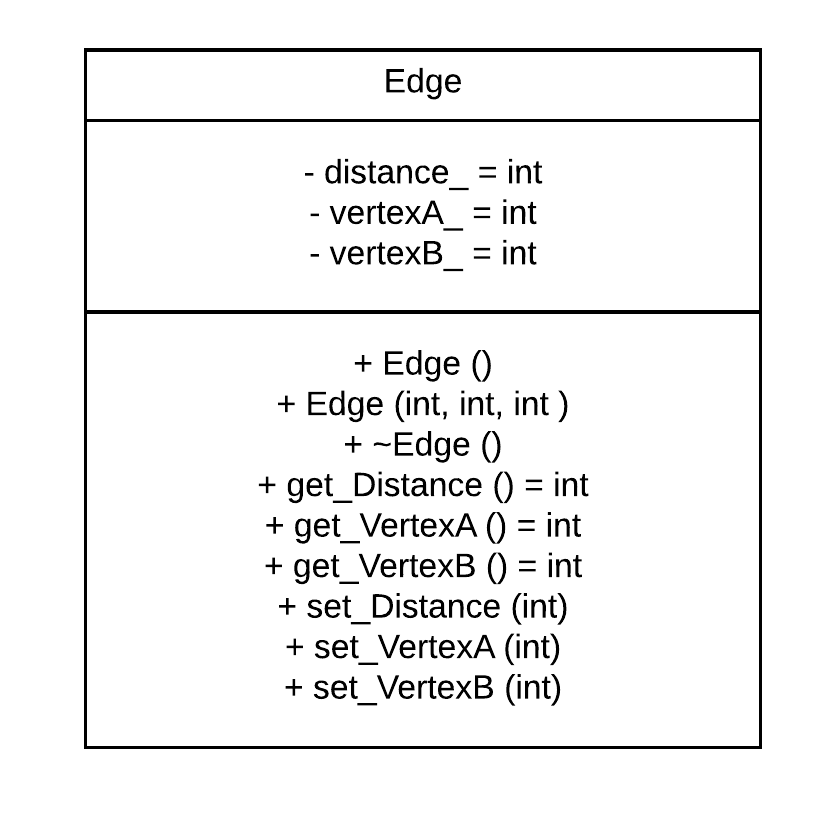 Edge
- distance_ = int
- vertexA_ = int
- vertexB_ = int
+ Edge ()
+ Edge (int, int, int )
+ ~Edge ()
+ get_Distance () = int
+ get_VertexA () = int
+ get_VertexB () = int
+ set_Distance (int)
+ set_VertexA (int)
+ set_VertexB (int)